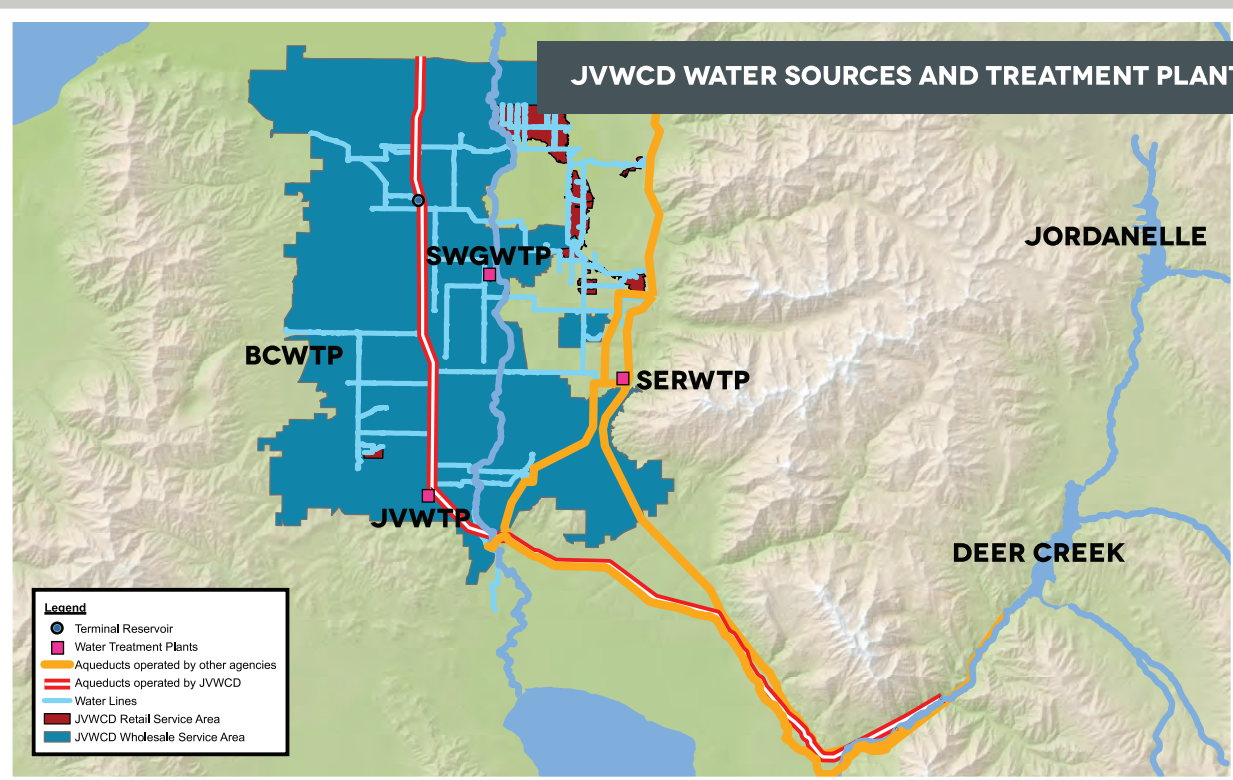 JVWCD WATER SOURCES AND TREATMENT PLANT
JORDANELLE
SWGWTP
BCWTP
SERWTP
JVWTP
DEER CREEK
Legend
Terminal Reservoir
Water Treatment Plants
Aqueducts operated by other agencies
Aqueducts operated by JVWCD
Water Lines
JVWCD Retail Service Area
JVWCD Wholesale Service Area